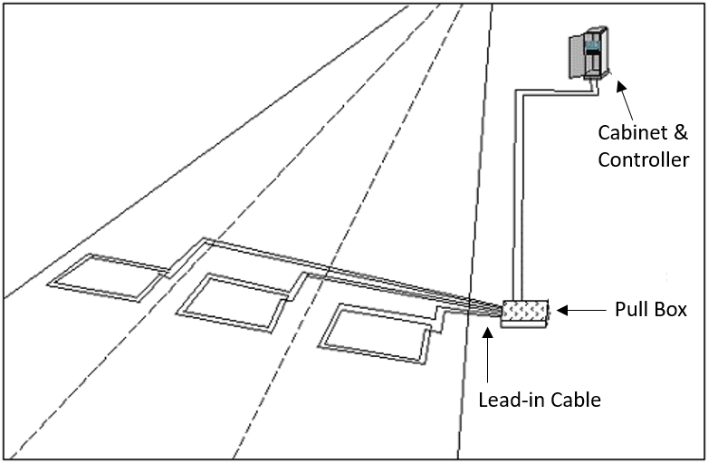 Cabinet &
Controller
Pull Box
Lead-in Cable